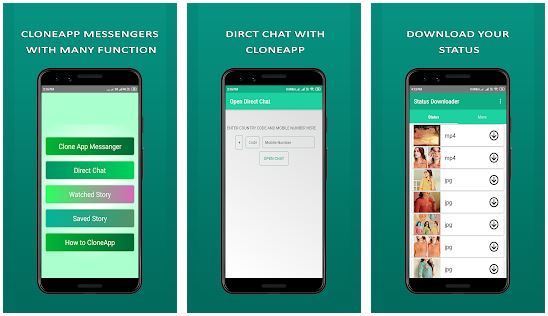 CLONEAPP MESSENGERS
WITH MANY FUNCTION
Clone App Messanger
Direct Chat
Watched Story
Saved Story
How to CloneApp
DIRCT CHAT WITH
CLONEAPP
Open Direct Chat
ENTER COUNTRY CODE AND MOBILE NUMBER HERE
+ Code Mobile Number
OPEN CHAT
DOWNLOAD YOUR
STATUS
Status Downloader
Status More
mp4
mp4
jpg
jpg
jpg
jpg
jpg